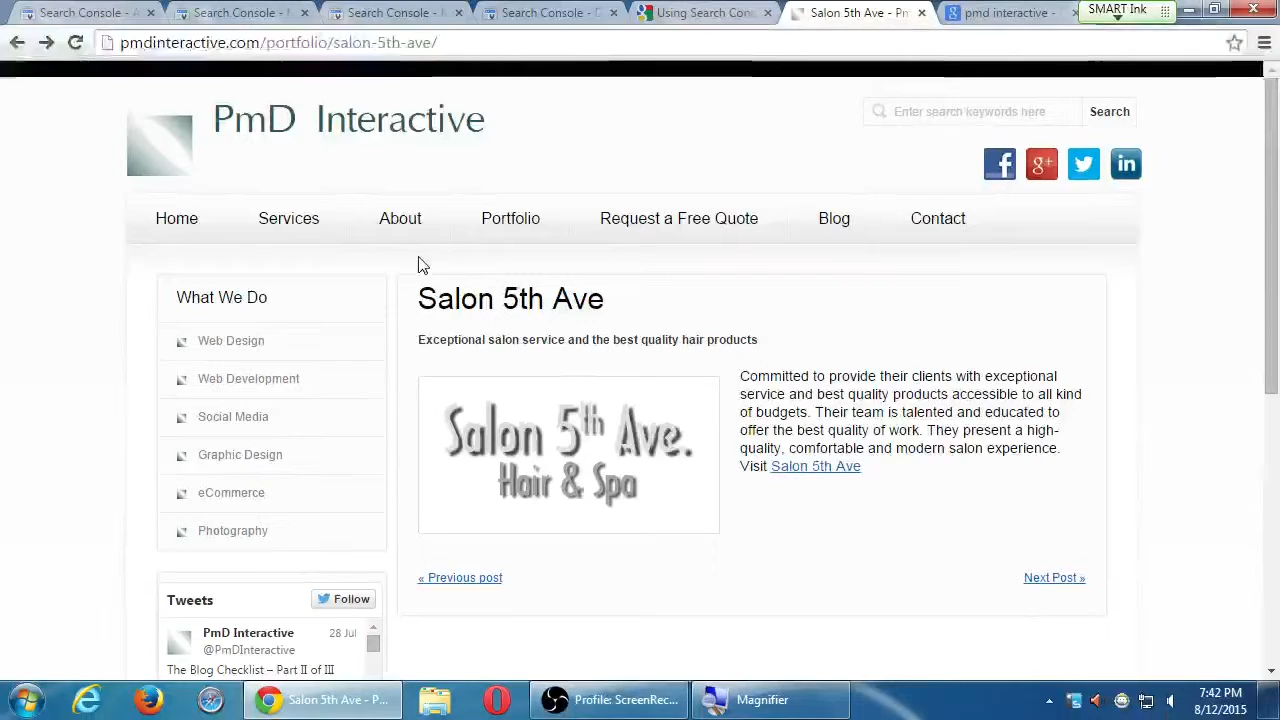 Search Console - A
Search Console - N
Search Console - N
Search Console - D
Using Search Con
Salon 5th Ave - Pm
pmd interactive -
SMART Ink
pmdinteractive.com/portfolio/salon-5th-ave/
PmD Interactive
Enter search keywords here
Search
Home
Services
About
Portfolio
Request a Free Quote
Blog
Contact
What We Do
Web Design
Web Development
Social Media
Graphic Design
eCommerce
Photography
Tweets
Follow
PmD Interactive
28 Jul
@PmDInteractive
The Blog Checklist – Part II of III
Salon 5th Ave
Exceptional salon service and the best quality hair products
Salon 5th Ave.
Hair & Spa
Committed to provide their clients with exceptional
service and best quality products accessible to all kind
of budgets. Their team is talented and educated to
offer the best quality of work. They present a high-
quality, comfortable and modern salon experience.
Visit Salon 5th Ave
« Previous post
Next Post »
Salon 5th Ave - P...
Profile: ScreenRec...
Magnifier
7:42 PM
8/12/2015